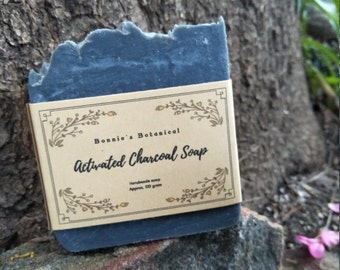 Bonnie's Botanical
Activated Charcoal Soap
Handmade soap
Approx. 120 gram